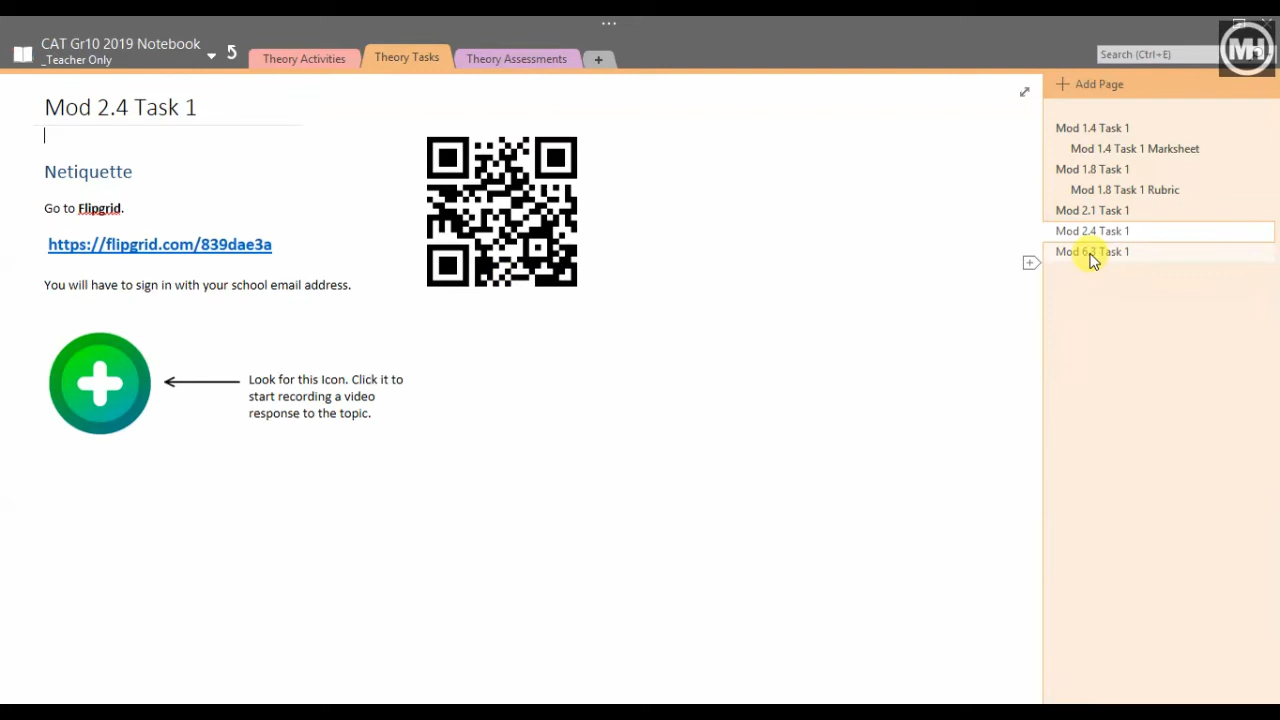 CAT Gr10 2019 Notebook
_Teacher Only
Theory Activities
Theory Tasks
Theory Assessments
Search (Ctrl+E)
Add Page
Mod 2.4 Task 1
Netiquette
Go to Flipgrid.
https://flipgrid.com/839dae3a
You will have to sign in with your school email address.
Look for this Icon. Click it to
start recording a video
response to the topic.
Mod 1.4 Task 1
Mod 1.4 Task 1 Marksheet
Mod 1.8 Task 1
Mod 1.8 Task 1 Rubric
Mod 2.1 Task 1
Mod 2.4 Task 1
Mod 6.3 Task 1